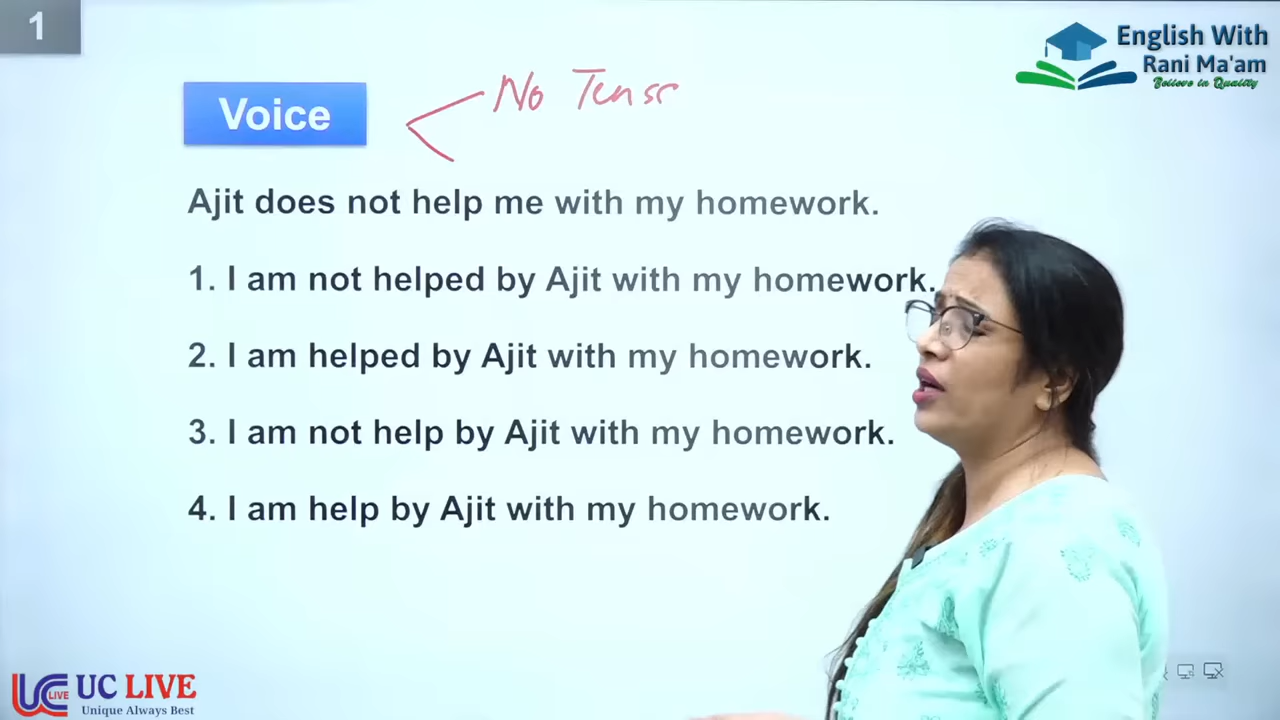 1
English With
Rani Ma'am
Believe in Quality
Voice
No Tense
Ajit does not help me with my homework.
1. I am not helped by Ajit with my homework.
2. I am helped by Ajit with my homework.
3. I am not help by Ajit with my homework.
4. I am help by Ajit with my homework.
UC LIVE
LIVE
Unique Always Best